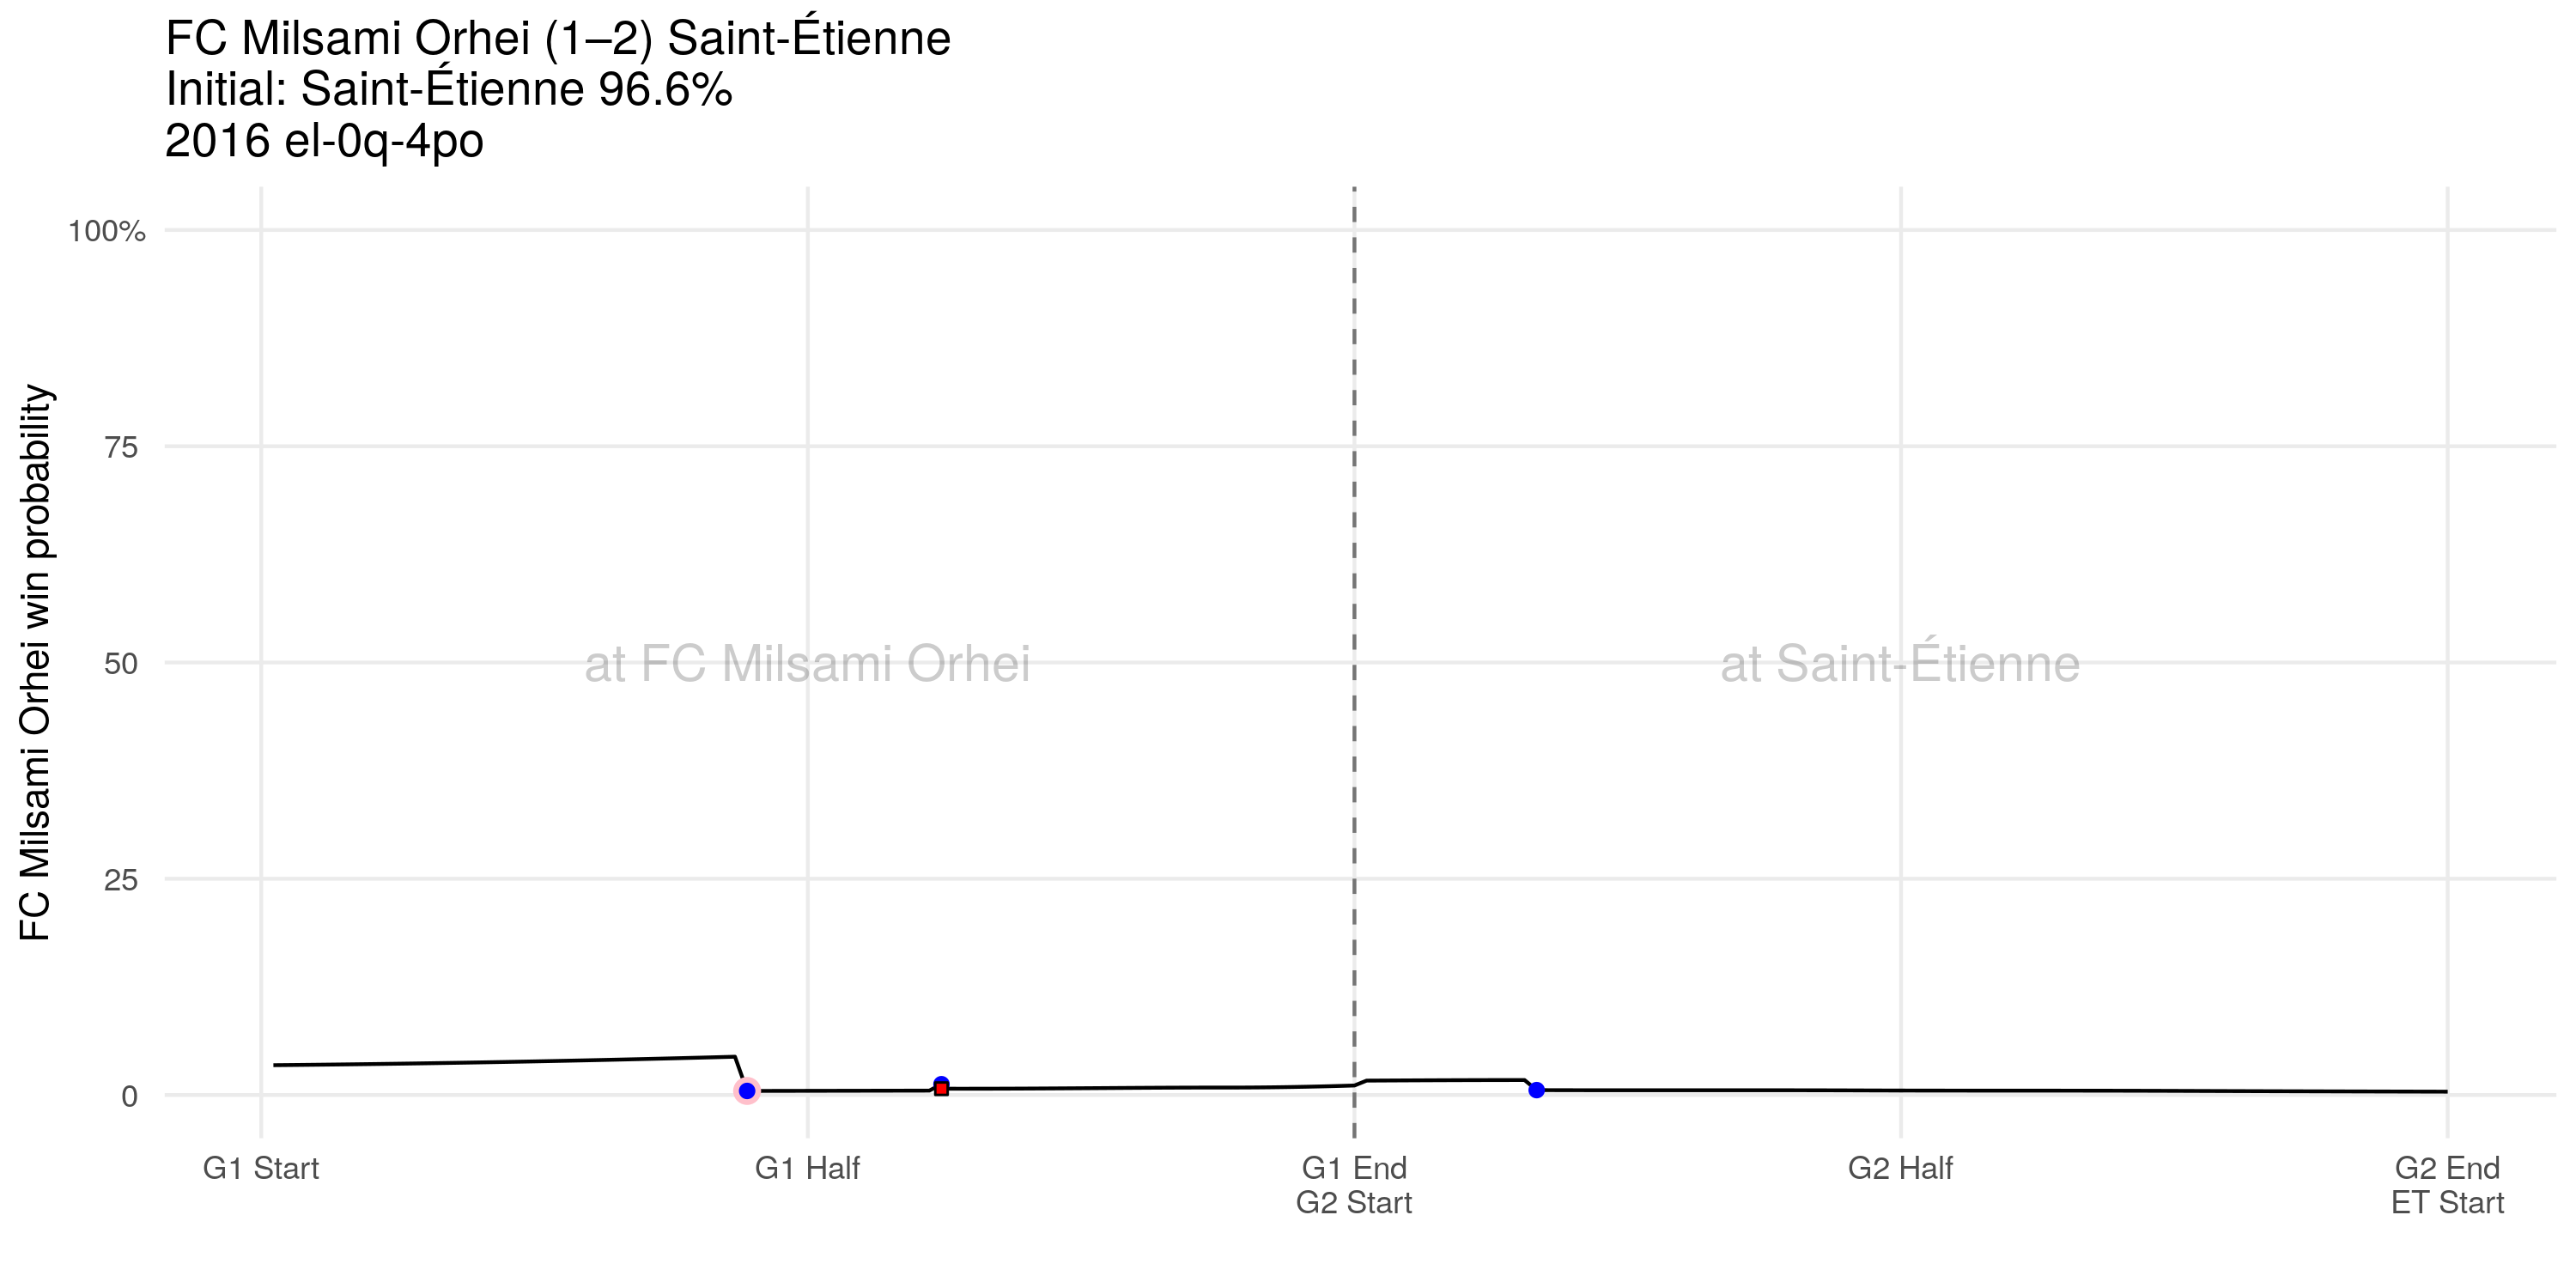 FC Milsami Orhei (1–2) Saint-Étienne
Initial: Saint-Étienne 96.6%
2016 el-0q-4po
FC Milsami Orhei win probability
100%
75
50
25
0
at FC Milsami Orhei
at Saint-Étienne
G1 Start
G1 Half
G1 End
G2 Start
G2 Half
G2 End
ET Start